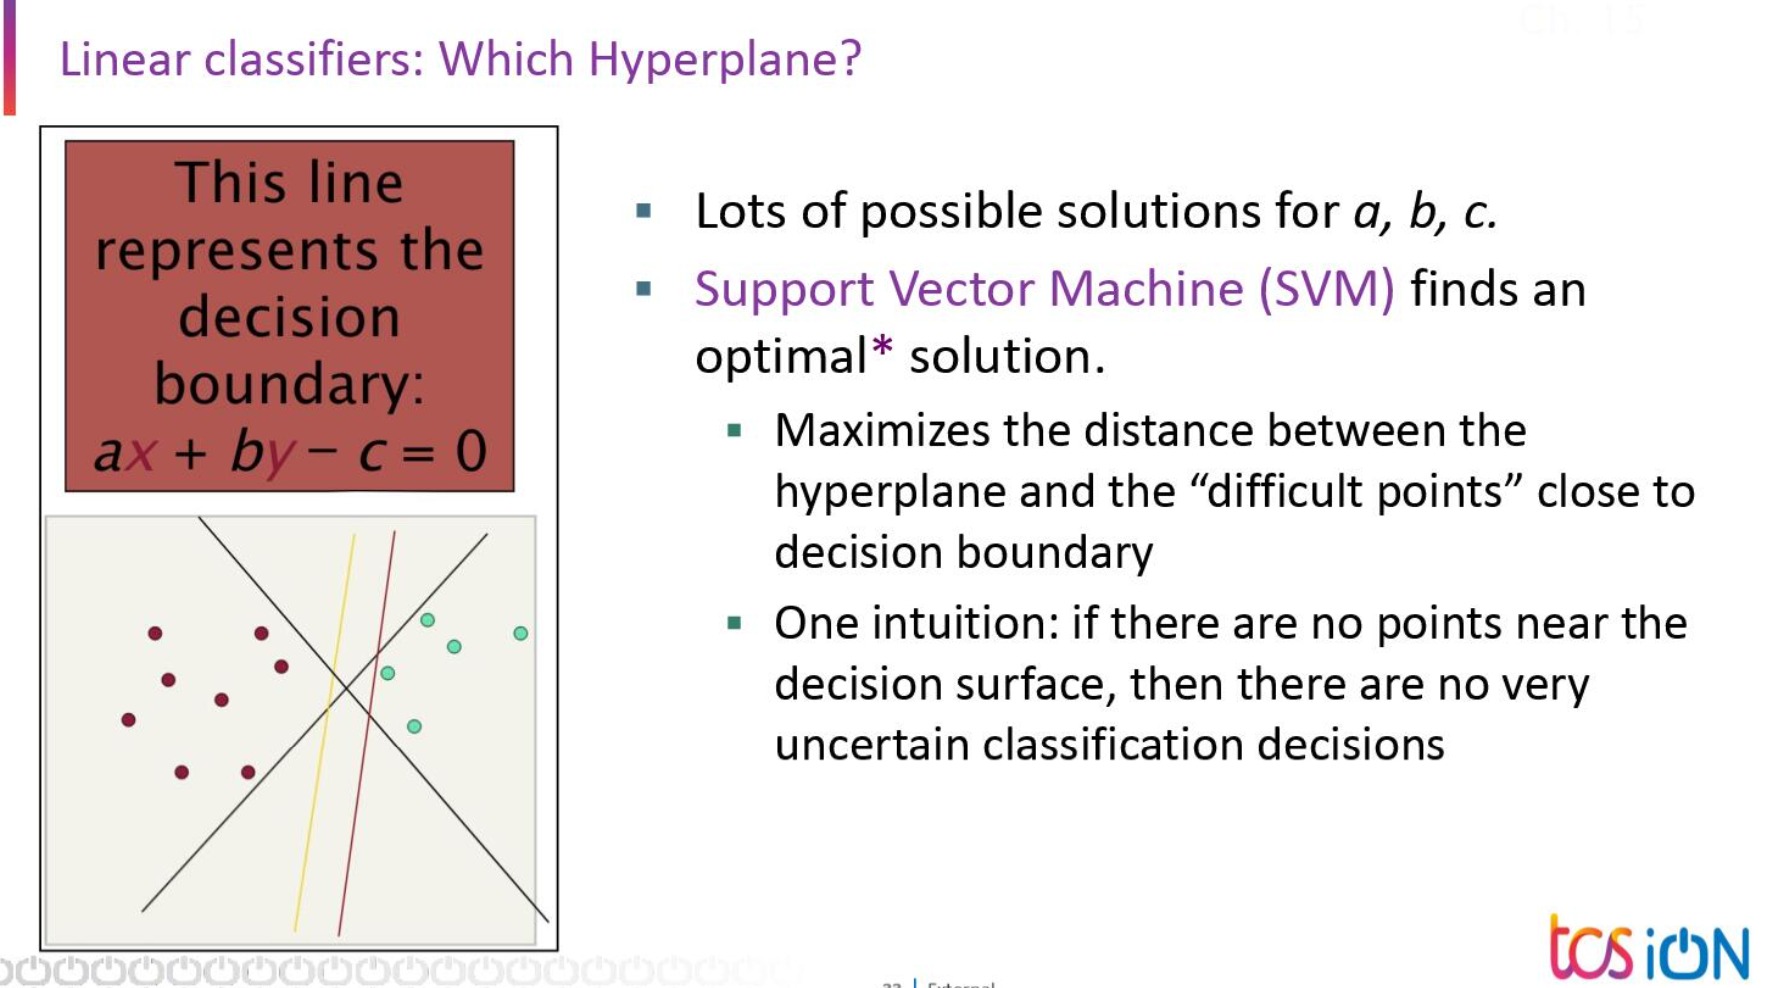 Linear classifiers: Which Hyperplane?
This line
represents the
decision
boundary:
ax + by − c = 0
▪ Lots of possible solutions for a, b, c.
▪ Support Vector Machine (SVM) finds an
optimal* solution.
▪ Maximizes the distance between the
hyperplane and the “difficult points” close to
decision boundary
▪ One intuition: if there are no points near the
decision surface, then there are no very
uncertain classification decisions
tcs iON